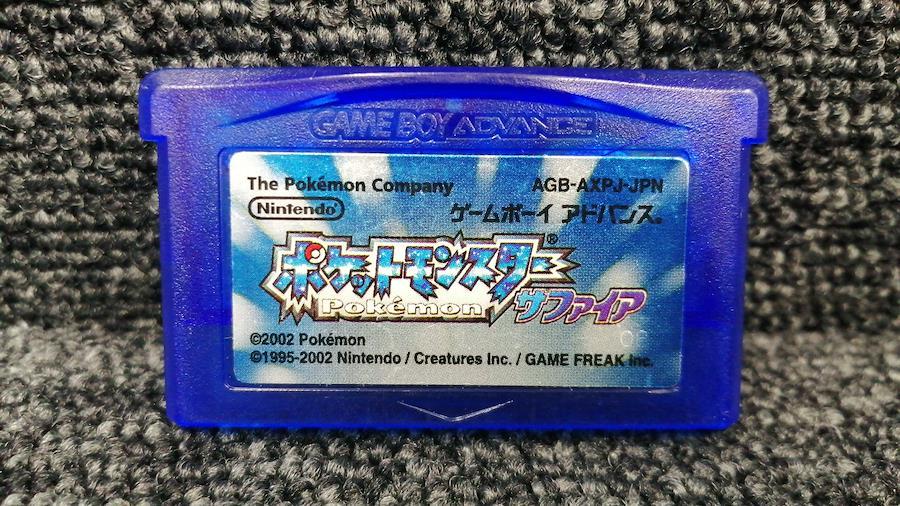 GAME BOY ADVANCE
The Pokémon Company AGB-AXPJ-JPN
Nintendo® ゲームボーイ アドバンス®
ポケットモンスター®
Pokémon サファイア
©2002 Pokémon
©1995-2002 Nintendo / Creatures Inc. / GAME FREAK inc.